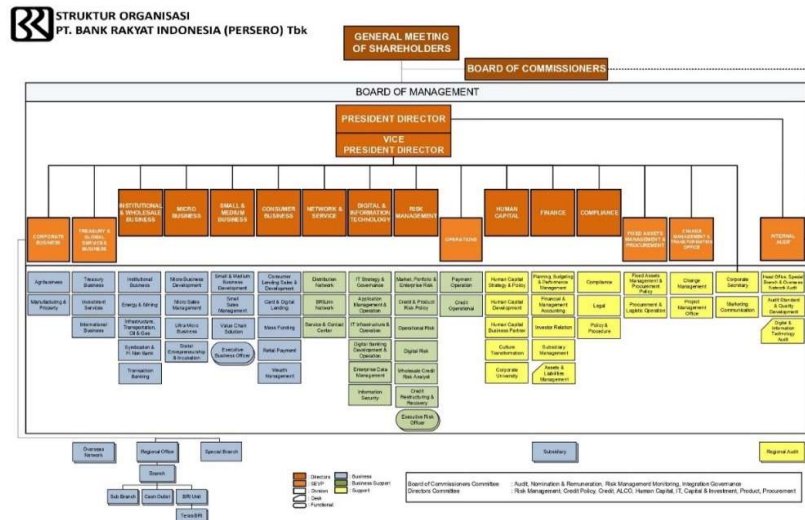 STRUKTUR ORGANISASI
PT. BANK RAKYAT INDONESIA (PERSERO) Tbk
GENERAL MEETING
OF SHAREHOLDERS
BOARD OF COMMISSIONERS
BOARD OF MANAGEMENT
PRESIDENT DIRECTOR
VICE
PRESIDENT DIRECTOR
CORPORATE
BUSINESS
TREASURY &
GLOBAL
SERVICES
BUSINESS
INSTITUTIONAL
& WHOLESALE
BUSINESS
MICRO
BUSINESS
SMALL &
MEDIUM
BUSINESS
CONSUMER
BUSINESS
NETWORK &
SERVICE
DIGITAL &
INFORMATION
TECHNOLOGY
RISK
MANAGEMENT
OPERATIONS
HUMAN
CAPITAL
FINANCE
COMPLIANCE
FIXED ASSETS
MANAGEMENT &
PROCUREMENT
CHANGE
MANAGEMENT &
TRANSFORMATION
OFFICE
INTERNAL
AUDIT
Agribusiness
Manufacturing &
Property
Treasury
Business
Investment
Services
International
Business
Institutional
Business
Energy & Mining
Infrastructure,
Transportation,
Oil & Gas
Syndication &
FI Non Bank
Transaction
Banking
Micro Business
Development
Micro Sales
Management
Ultra Micro
Business
Social
Entrepreneurship
& Incubation
Small & Medium
Business
Development
Small
Sales
Management
Value Chain
Solution
Executive
Business Officer
Consumer
Lending Sales &
Development
Card & Digital
Lending
Mass Funding
Retail Payment
Wealth
Management
Distribution
Network
BRILink
Network
Service & Contact
Center
IT Strategy &
Governance
Application
Management &
Operation
IT Infrastructure &
Operation
Digital Banking
Development &
Operation
Enterprise Data
Management
Information
Security
Market, Portfolio &
Enterprise Risk
Credit & Product
Risk Policy
Operational Risk
Digital Risk
Wholesale Credit
Risk Analyst
Credit
Restructuring &
Recovery
Executive Risk
Officer
Payment
Operation
Credit
Operational
Human Capital
Strategy & Policy
Human Capital
Development
Human Capital
Business Partner
Culture
Transformation
Corporate
University
Planning, Budgeting
& Performance
Management
Financial &
Management
Accounting
Investor Relation
Subsidiary
Management
Assets &
Liabilities
Management
Compliance
Legal
Policy &
Procedure
Fixed Assets
Management &
Procurement
Policy
Procurement &
Logistic Operation
Change
Management
Project
Management
Office
Corporate
Secretary
Marketing
Communication
Head Office, Special
Branch & Overseas
Network Audit
Audit Standard
& Quality
Development
Digital &
Information
Technology
Audit
Overseas
Network
Regional Office
Special Branch
Branch
Sub Branch
Cash Outlet
BRI Unit
Teras BRI
Subsidiary
Regional Audit
: Directors
: SEVP
: Division
: Desk
: Functional
: Business
: Business Support
: Support
Board of Commissioners Committee : Audit, Nomination & Remuneration, Risk Management Monitoring, Integration Governance
Directors Committee : Risk Management, Credit Policy, Credit, ALCO, Human Capital, IT, Capital & Investment, Product, Procurement